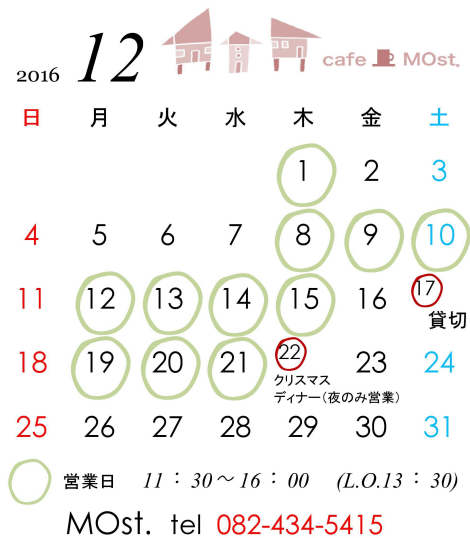 2016 12 cafe MOst.
日 月 火 水 木 金 土
1 2 3
4 5 6 7 8 9 10
11 12 13 14 15 16 17
貸切
18 19 20 21 22 23 24
クリスマス
ディナー(夜のみ営業)
25 26 27 28 29 30 31
営業日 11:30~16:00 (L.O.13:30)
MOst. tel 082-434-5415